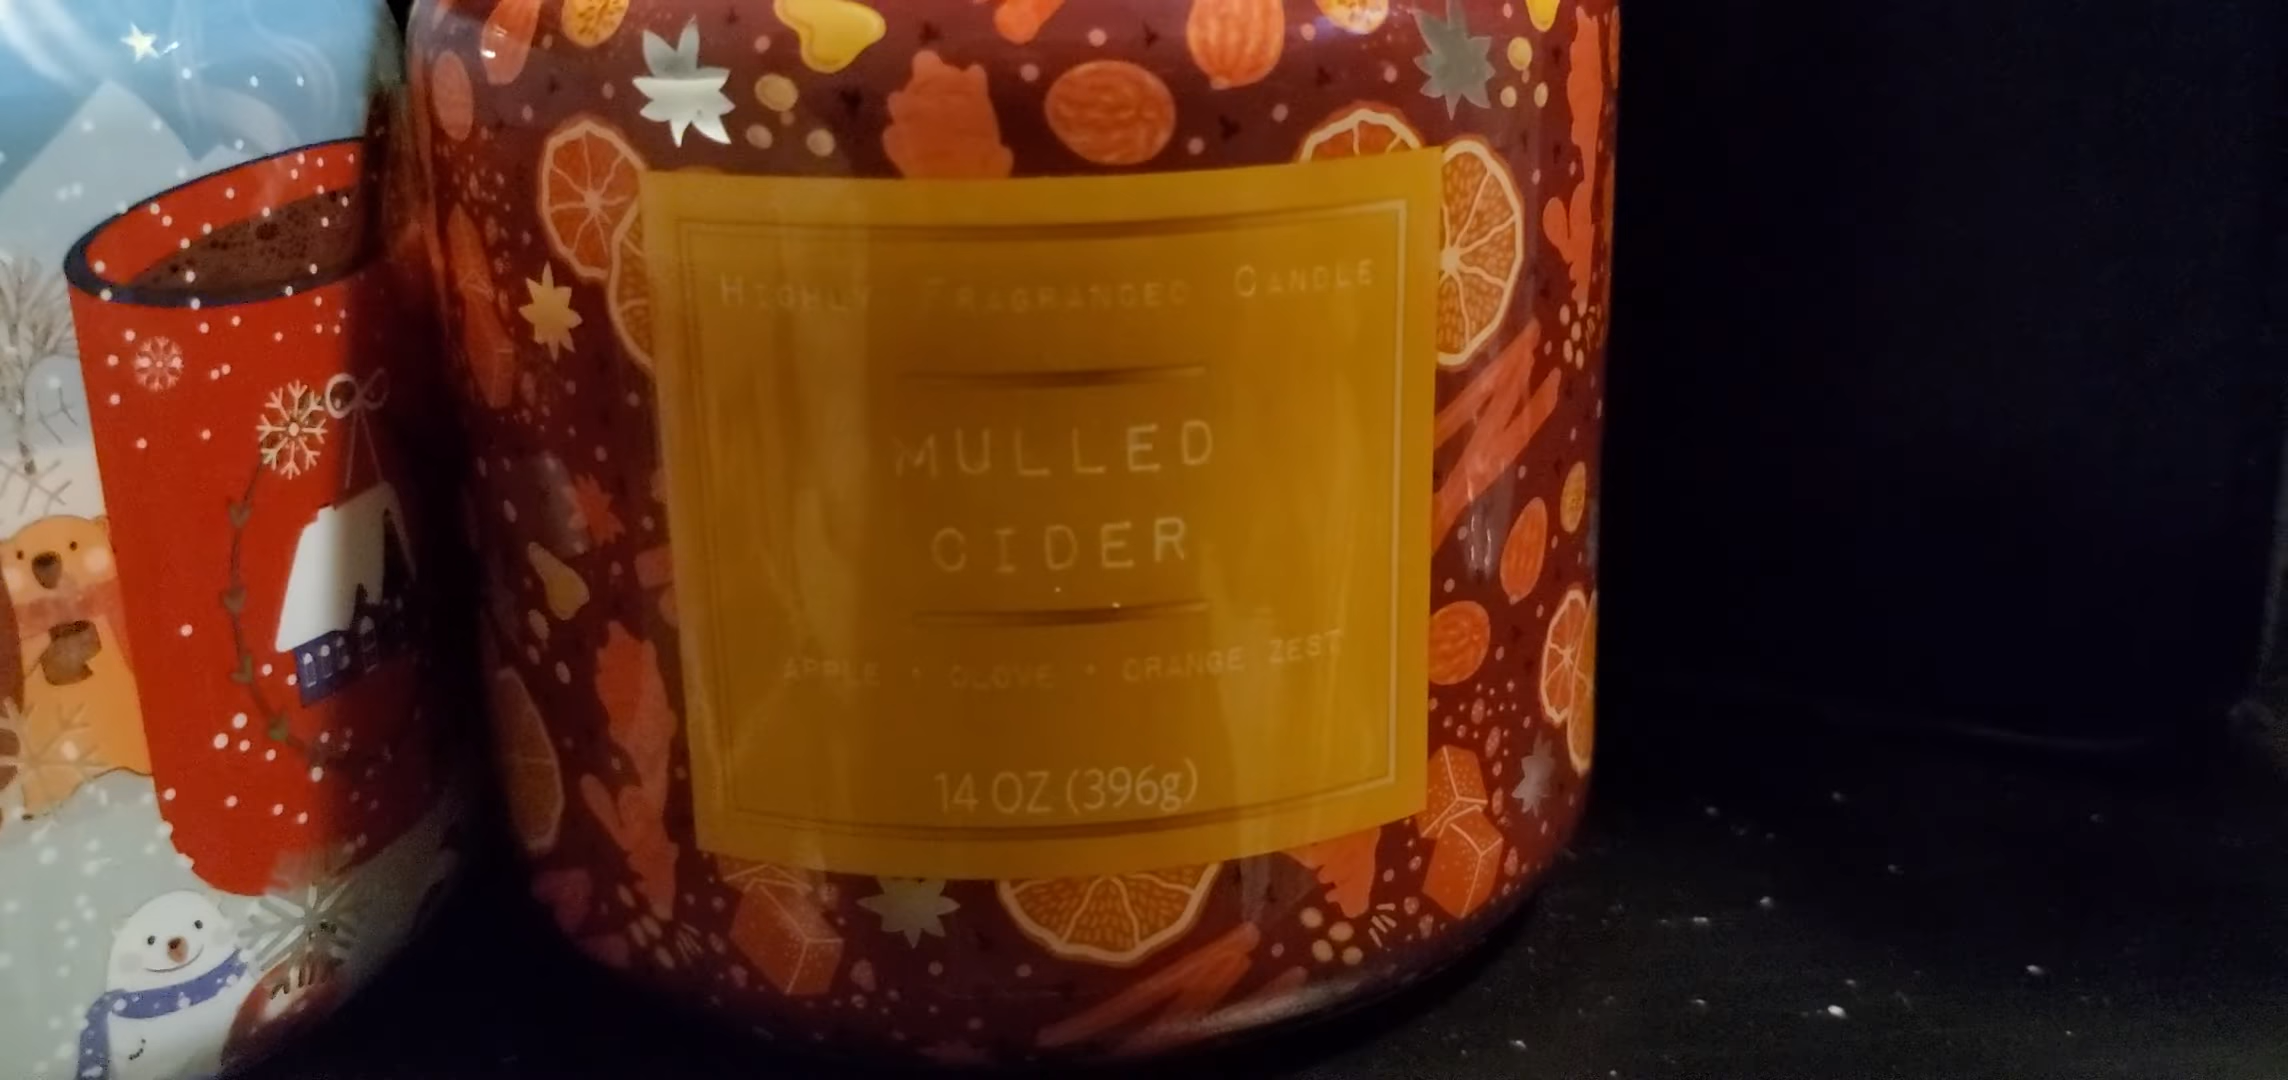 HIGHLY FRAGRANCED CANDLE
MULLED
CIDER
APPLE • CLOVE • ORANGE ZEST
14 OZ (396g)